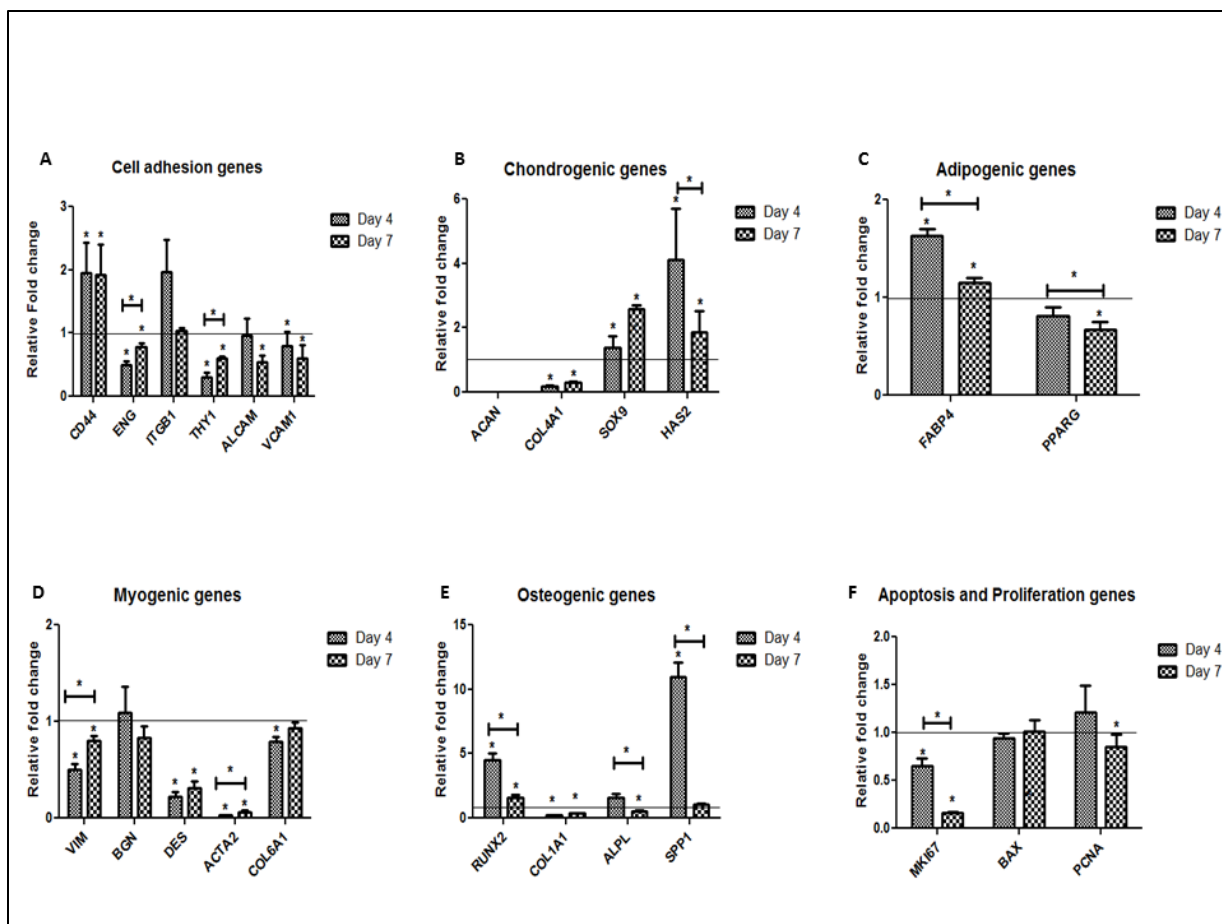 A
Cell adhesion genes
Relative Fold change
3
2
1
0
*
*
*
*
*
*
*
*
*
*
*
Day 4
Day 7
CD44
ENG
ITGB1
THY1
ALCAM
VCAM1
B
Chondrogenic genes
Relative fold change
6
4
2
0
*
*
*
*
*
*
*
Day 4
Day 7
ACAN
COL4A1
SOX9
HAS2
C
Adipogenic genes
Relative fold change
2
1
0
*
*
*
*
*
Day 4
Day 7
FABP4
PPARG
D
Myogenic genes
Relative fold change
2
1
0
*
*
*
*
*
*
*
*
*
Day 4
Day 7
VIM
BGN
DES
ACTA2
COL6A1
E
Osteogenic genes
Relative fold change
15
10
5
0
*
*
*
*
*
*
*
*
*
Day 4
Day 7
RUNX2
COL1A1
ALPL
SPP1
F
Apoptosis and Proliferation genes
Relative fold change
2.0
1.5
1.0
0.5
0.0
*
*
*
*
Day 4
Day 7
MKI67
BAX
PCNA